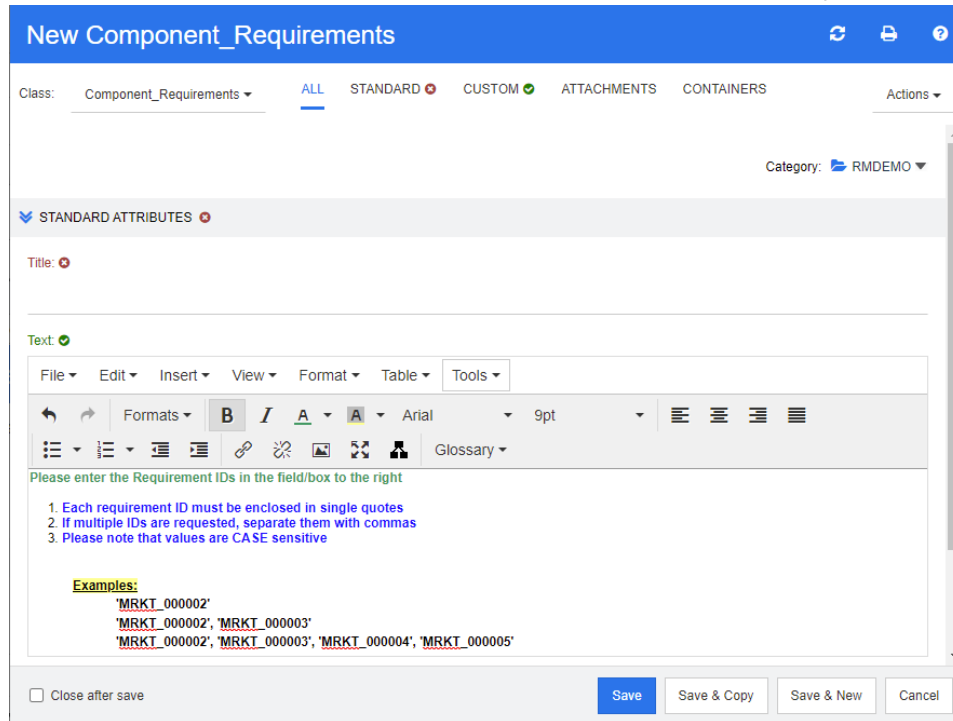 New Component_Requirements
Class: Component_Requirements ALL STANDARD CUSTOM ATTACHMENTS CONTAINERS Actions
Category: RMDEMO
STANDARD ATTRIBUTES
Title:
Text:
File Edit Insert View Format Table Tools
Formats B I A A Arial 9pt
Glossary
Please enter the Requirement IDs in the field/box to the right
1. Each requirement ID must be enclosed in single quotes
2. If multiple IDs are requested, separate them with commas
3. Please note that values are CASE sensitive
Examples:
'MRKT_000002'
'MRKT_000002', 'MRKT_000003'
'MRKT_000002', 'MRKT_000003', 'MRKT_000004', 'MRKT_000005'
Close after save Save Save & Copy Save & New Cancel